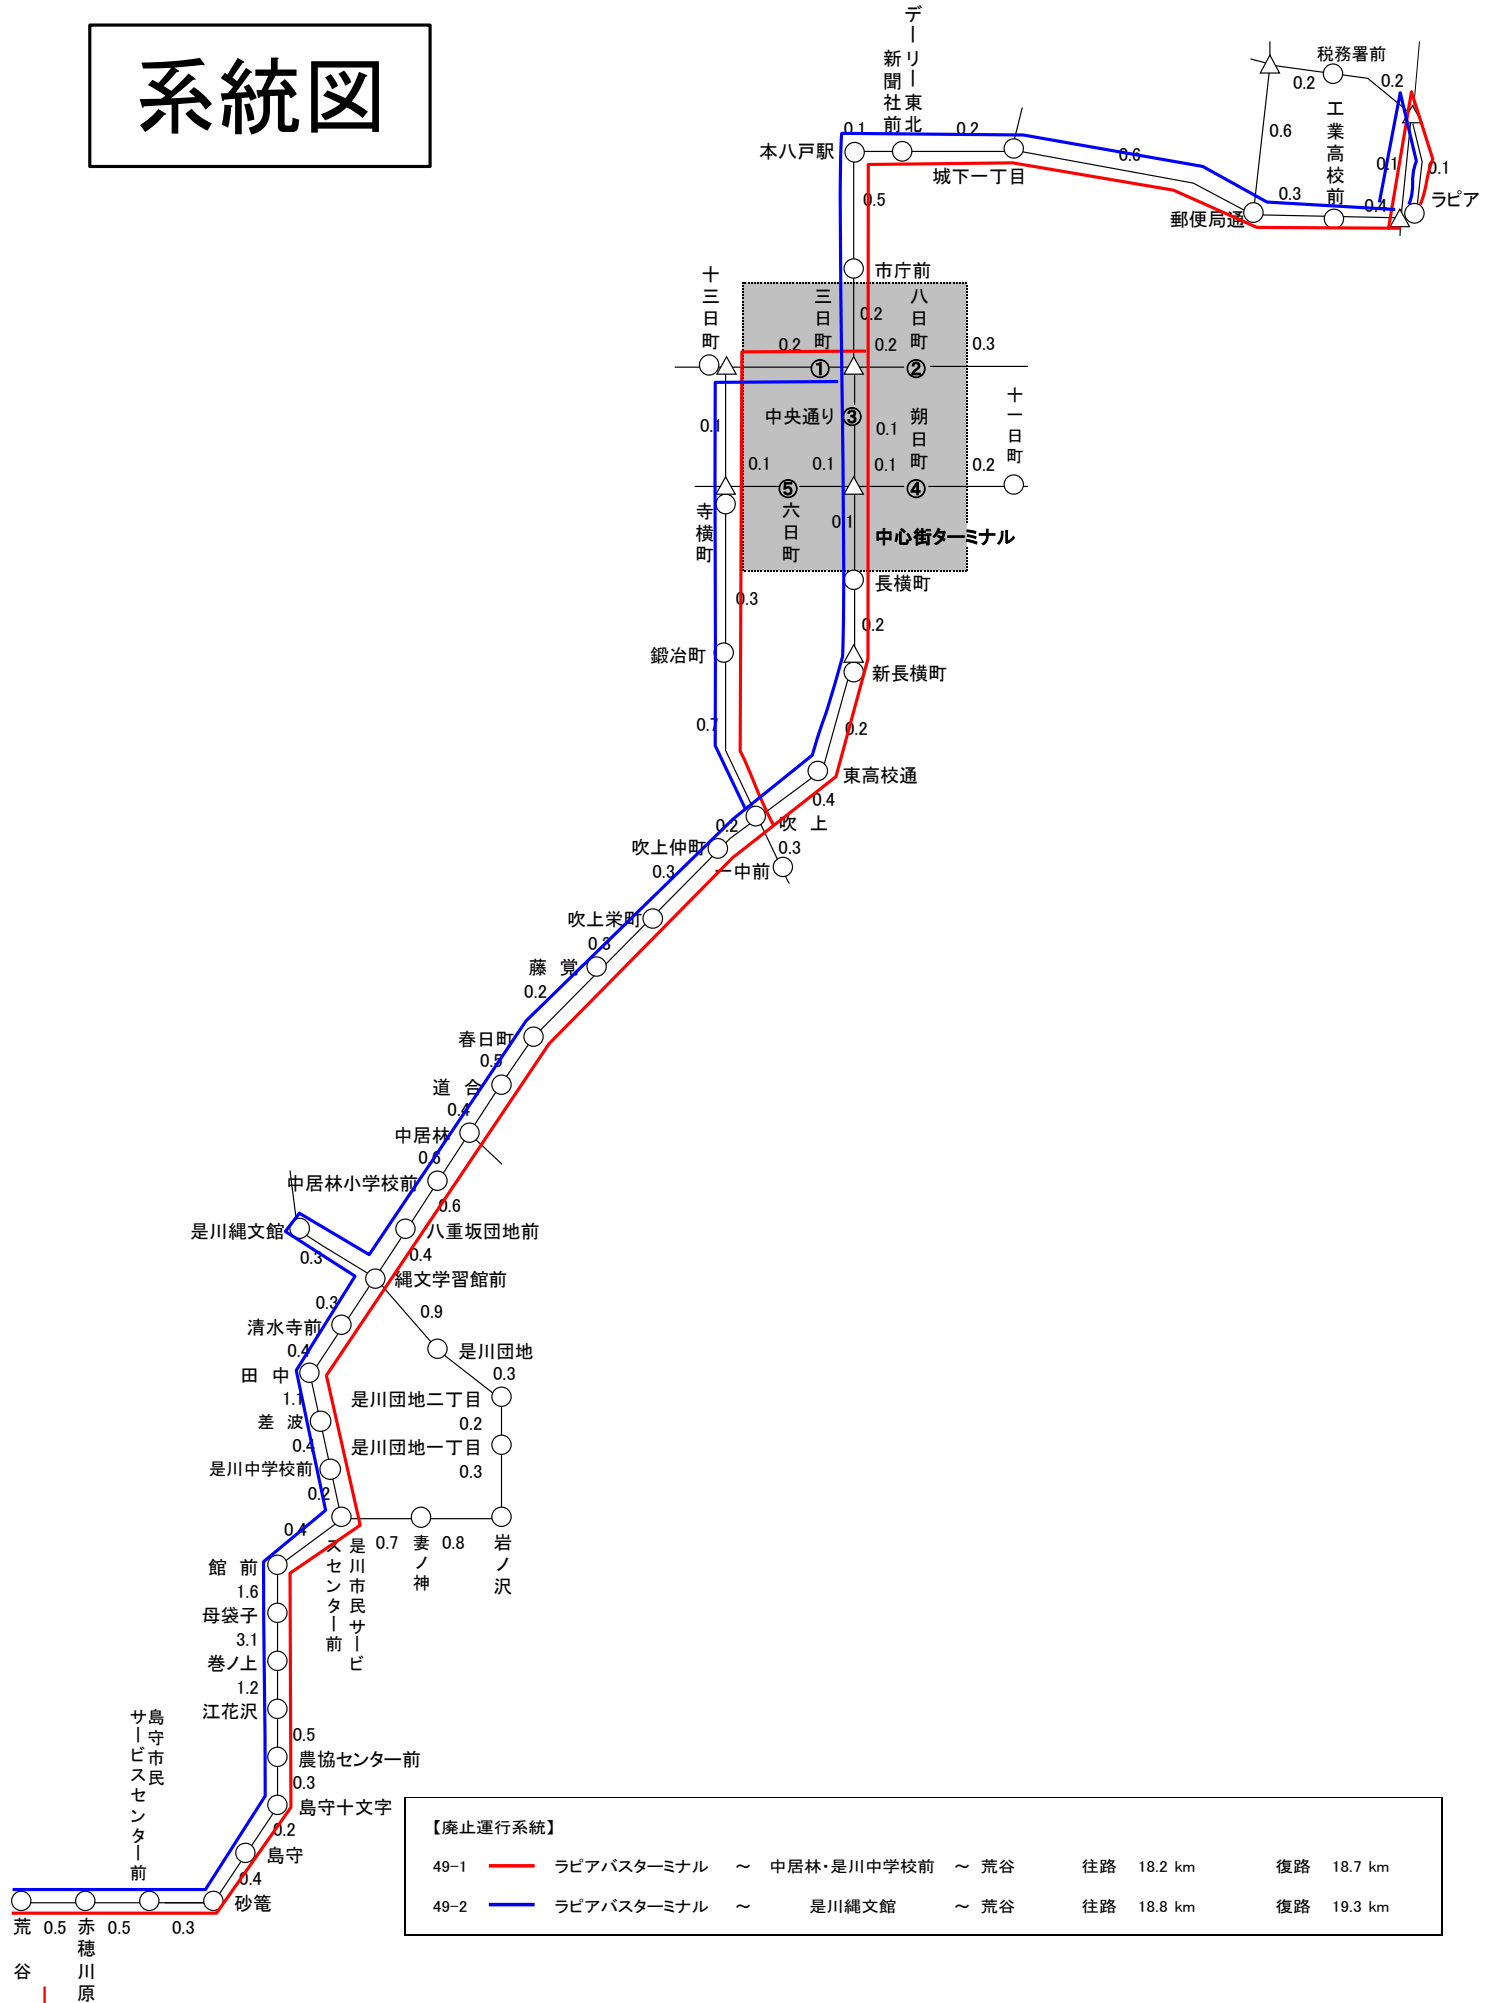 系統図
デーリー東北
新聞社前
税務署前
0.2
0.2
工業高校前
0.1
0.2
0.6
本八戸駅
城下一丁目
0.6
0.1
0.1
0.5
0.3
0.4
ラピア
郵便局通
市庁前
十三日町
三日町
八日町
0.2
0.2
0.2
0.3
①
②
十一日町
中央通り
③
朔日町
0.1
0.1
0.1
0.1
0.1
0.2
⑤
④
寺横町
六日町
0.1
中心街ターミナル
長横町
0.3
0.2
鍛冶町
新長横町
0.7
0.2
東高校通
0.4
0.2
吹 上
吹上仲町
0.3
0.3
一中前
吹上栄町
0.3
藤 覚
0.2
春日町
0.5
道 合
0.4
中居林
0.6
中居林小学校前
0.6
是川縄文館
八重坂団地前
0.3
0.4
縄文学習館前
0.3
0.9
清水寺前
0.4
是川団地
田 中
0.3
1.1
是川団地二丁目
差 波
0.2
0.4
是川団地一丁目
是川中学校前
0.3
0.2
0.4
是川市民サービ
スセンター前
0.7
妻ノ神
0.8
岩ノ沢
館 前
1.6
母袋子
3.1
巻ノ上
1.2
江花沢
島守市民
サービスセンター前
0.5
農協センター前
0.3
島守十文字
0.2
島守
0.4
砂篭
荒谷
0.5
赤穂川原
0.5
0.3
【廃止運行系統】
49-1 ラピアバスターミナル ～ 中居林・是川中学校前 ～ 荒谷 往路 18.2 km 復路 18.7 km
49-2 ラピアバスターミナル ～ 是川縄文館 ～ 荒谷 往路 18.8 km 復路 19.3 km